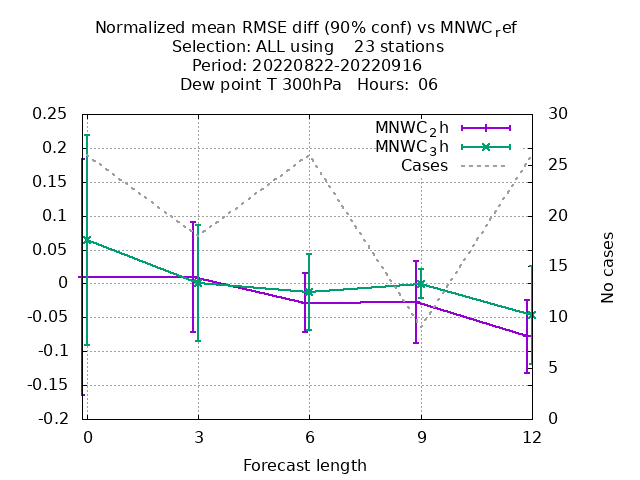 Normalized mean RMSE diff (90% conf) vs MNWC_ref
Selection: ALL using    23 stations
Period: 20220822-20220916
Dew point T 300hPa   Hours:  06
MNWC_2h
MNWC_3h
Cases
0.25
0.2
0.15
0.1
0.05
0
-0.05
-0.1
-0.15
-0.2
30
25
20
15
10
5
0
No cases
0
3
6
9
12
Forecast length